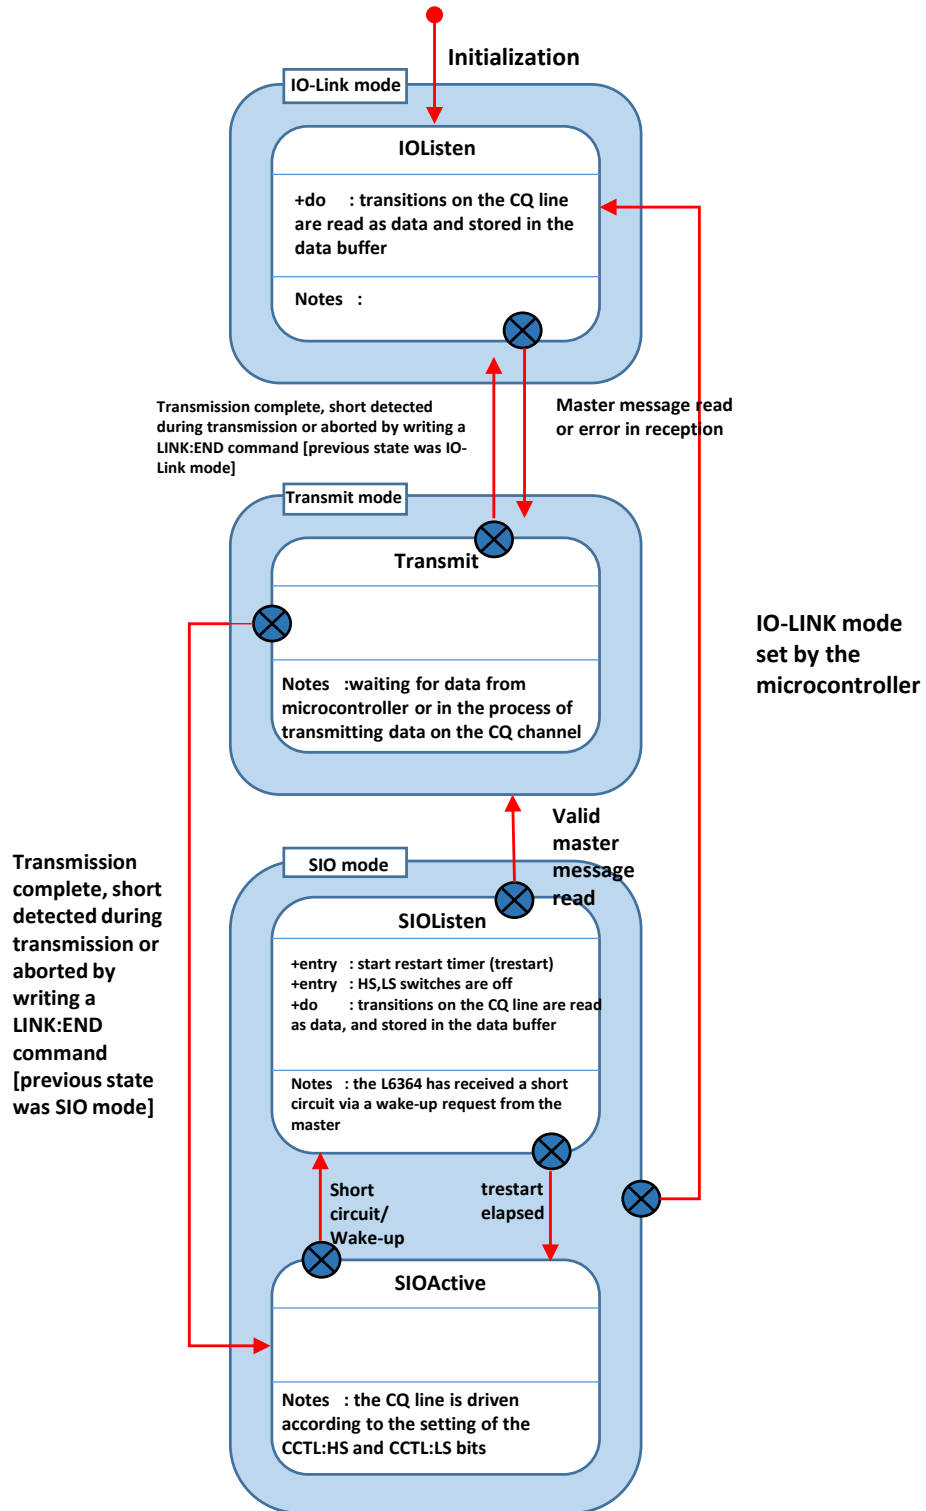 Initialization
IO-Link mode
IOListen
+do : transitions on the CQ line
are read as data and stored in the
data buffer
Notes :
Transmission complete, short detected
during transmission or aborted by writing a
LINK:END command [previous state was IO-
Link mode]
Master message read
or error in reception
Transmit mode
Transmit
Notes :waiting for data from
microcontroller or in the process of
transmitting data on the CQ channel
IO-LINK mode
set by the
microcontroller
Valid
master
message
read
Transmission
complete, short
detected during
transmission or
aborted by
writing a
LINK:END
command
[previous state
was SIO mode]
SIO mode
SIOListen
+entry : start restart timer (trestart)
+entry : HS,LS switches are off
+do : transitions on the CQ line are read
as data, and stored in the data buffer
Notes : the L6364 has received a short
circuit via a wake-up request from the
master
Short
circuit/
Wake-up
trestart
elapsed
SIOActive
Notes : the CQ line is driven
according to the setting of the
CCTL:HS and CCTL:LS bits